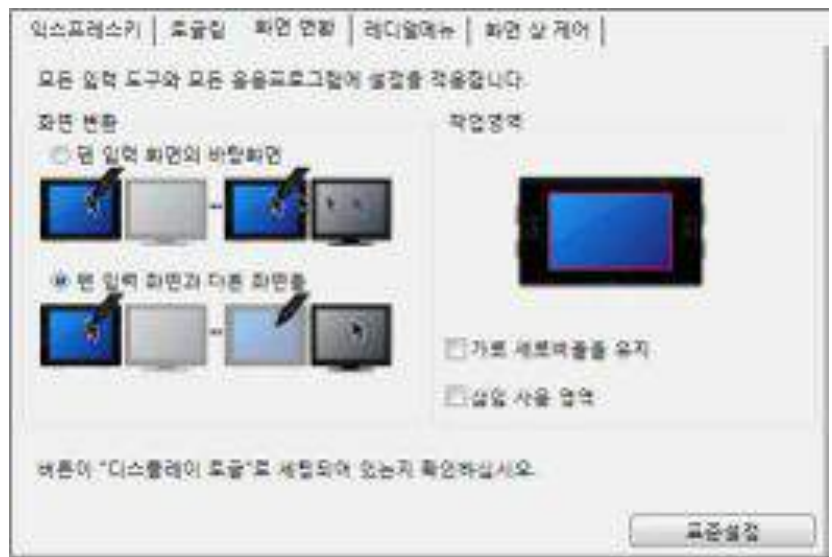 익스프레스키 | 토글링 | 화면 변환 | 레디얼메뉴 | 화면 상 제어 |
모든 입력 도구와 모든 응용프로그램에 설정을 적용합니다.
화면 변환
펜 입력 화면의 바탕화면
펜 입력 화면과 다른 화면들
작업영역
가로 세로비율을 유지
삽입 사용 영역
버튼이 "디스플레이 토글"로 세팅되어 있는지 확인하십시오.
표준설정